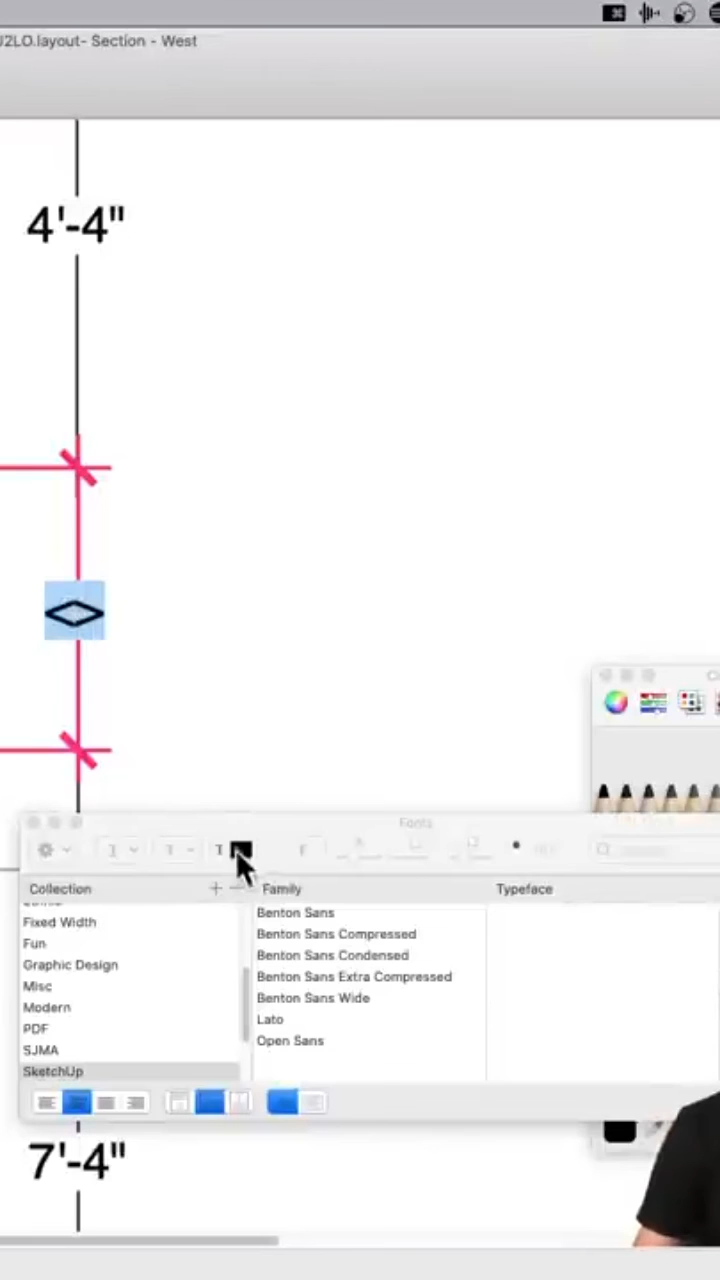 J2LO.layout- Section - West
4'-4"
<>
Fonts
T
Collection
Family
Typeface
Fixed Width
Fun
Graphic Design
Misc
Modern
PDF
SJMA
SketchUp
Benton Sans
Benton Sans Compressed
Benton Sans Condensed
Benton Sans Extra Compressed
Benton Sans Wide
Lato
Open Sans
7'-4"